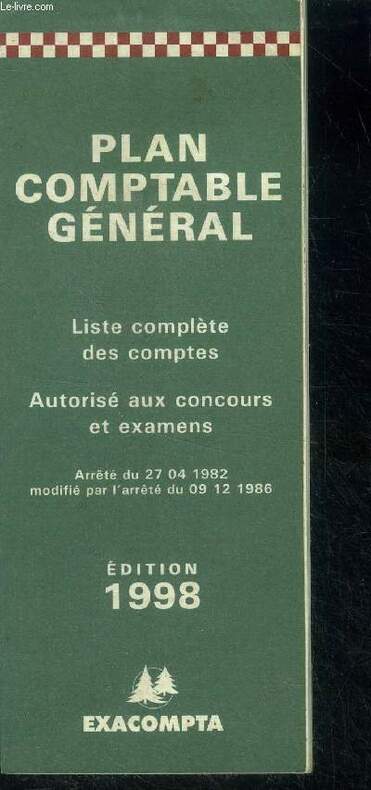 Le-livre.com
PLAN
COMPTABLE
GÉNÉRAL
Liste complète
des comptes
Autorisé aux concours
et examens
Arrêté du 27 04 1982
modifié par l'arrêté du 09 12 1986
ÉDITION
1998
EXACOMPTA